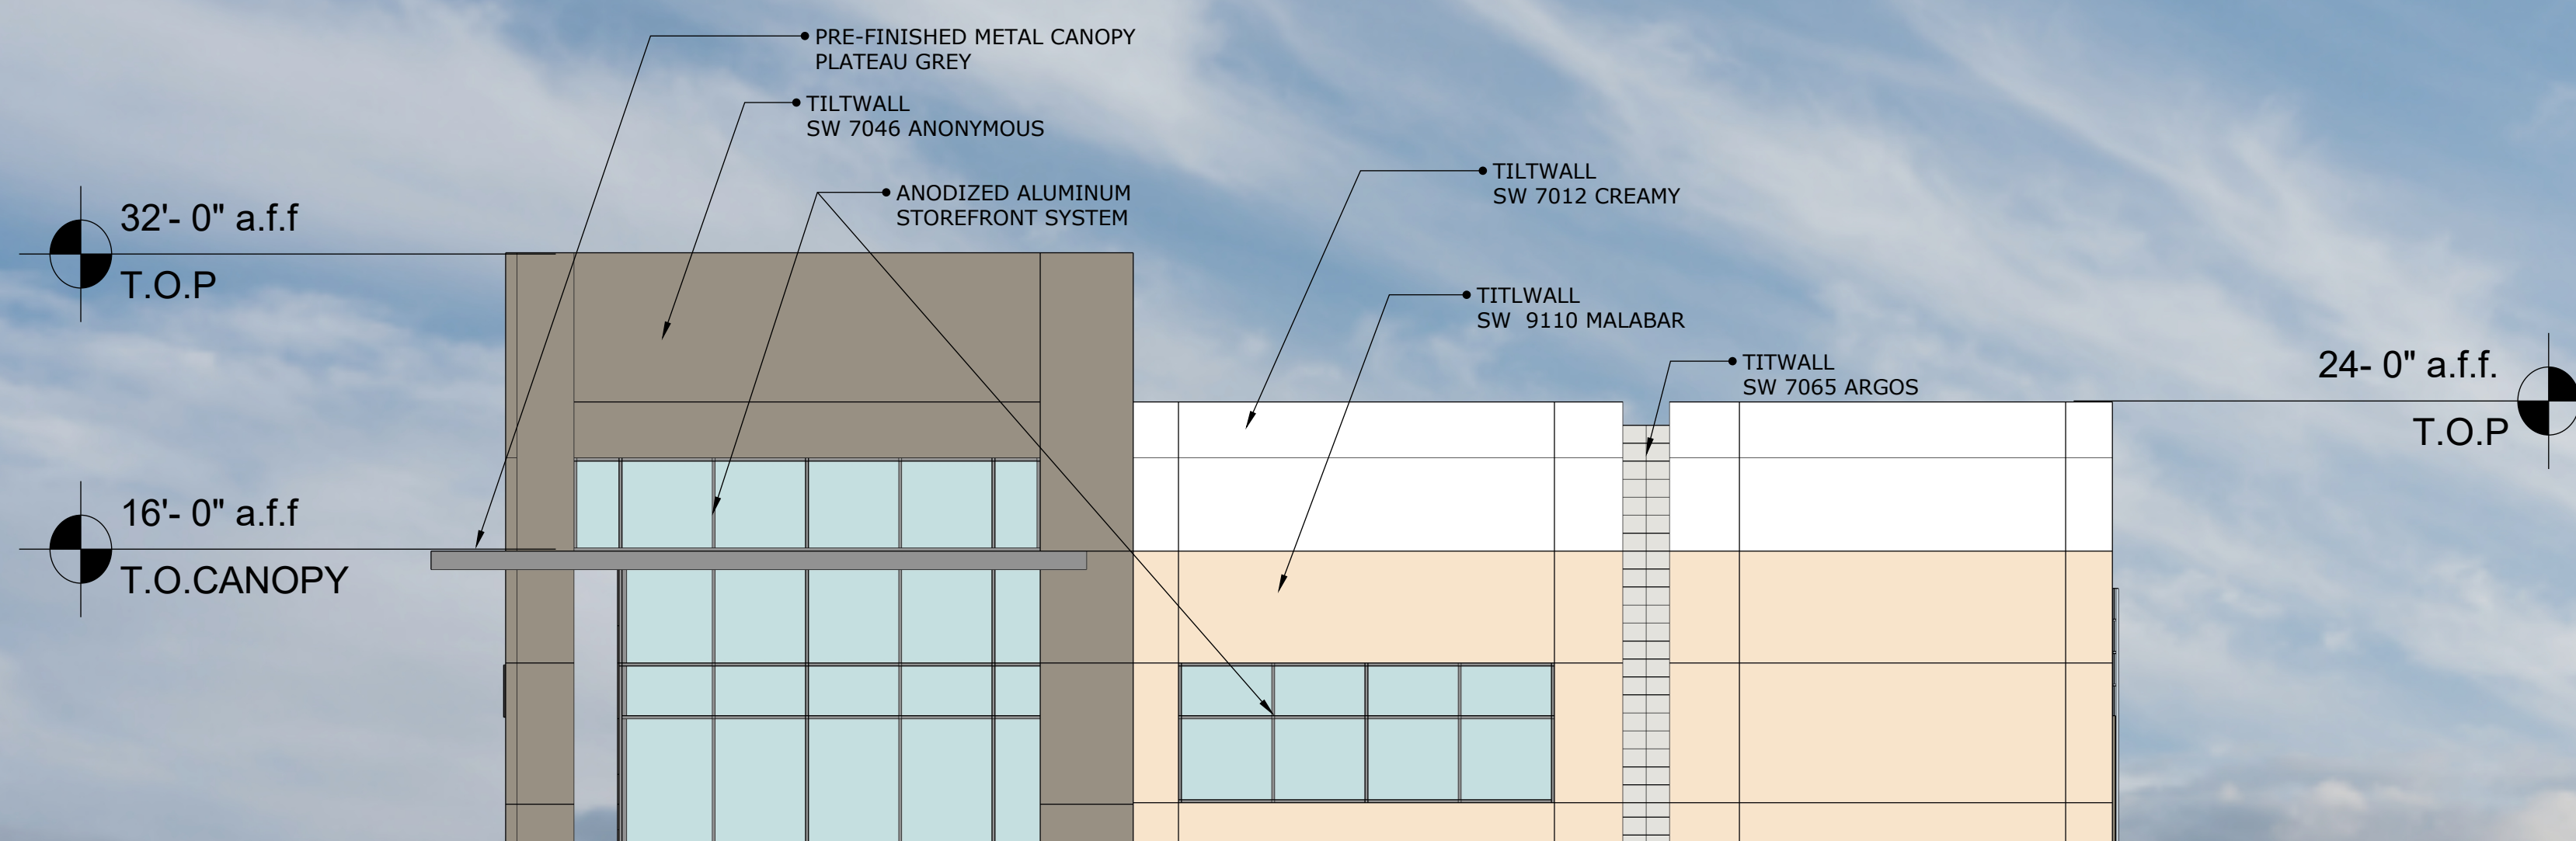 PRE-FINISHED METAL CANOPY
PLATEAU GREY
TILTWALL
SW 7046 ANONYMOUS
ANODIZED ALUMINUM
STOREFRONT SYSTEM
TILTWALL
SW 7012 CREAMY
TITLWALL
SW  9110 MALABAR
TITWALL
SW 7065 ARGOS
32'- 0" a.f.f
T.O.P
16'- 0" a.f.f
T.O.CANOPY
24- 0" a.f.f.
T.O.P